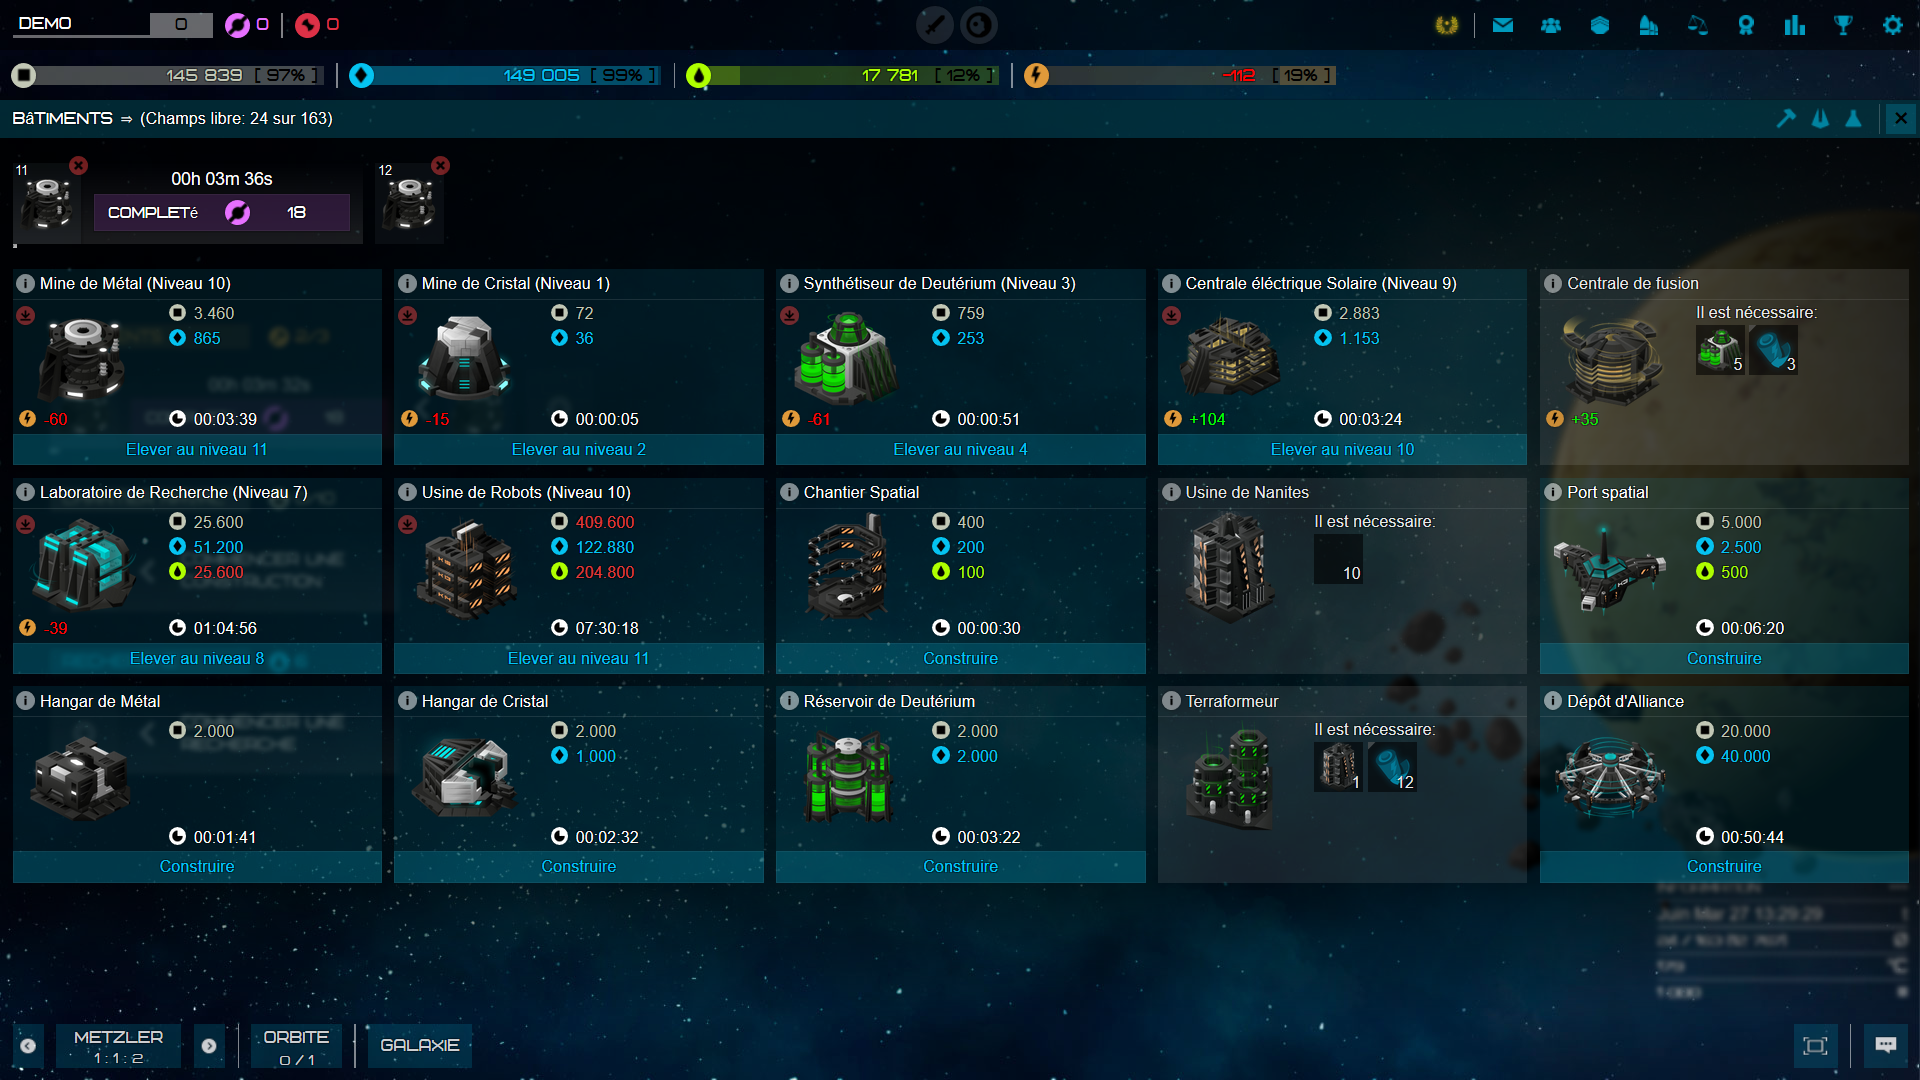 DEMO 0 0 0
145 839 [ 97% ] 149 005 [ 99% ] 17 781 [ 12% ] -112 [ 19% ]
BâTIMENTS ⇒ (Champs libre: 24 sur 163)
11 00h 03m 36s 12
COMPLETé 18
Mine de Métal (Niveau 10)
3.460
865
-60 00:03:39
Elever au niveau 11
Mine de Cristal (Niveau 1)
72
36
-15 00:00:05
Elever au niveau 2
Synthétiseur de Deutérium (Niveau 3)
759
253
-61 00:00:51
Elever au niveau 4
Centrale éléctrique Solaire (Niveau 9)
2.883
1.153
+104 00:03:24
Elever au niveau 10
Centrale de fusion
Il est nécessaire:
5 3
+35
Laboratoire de Recherche (Niveau 7)
25.600
51.200
25.600
-39 01:04:56
Elever au niveau 8
Usine de Robots (Niveau 10)
409.600
122.880
204.800
07:30:18
Elever au niveau 11
Chantier Spatial
400
200
100
00:00:30
Construire
Usine de Nanites
Il est nécessaire:
10
Port spatial
5.000
2.500
500
00:06:20
Construire
Hangar de Métal
2.000
00:01:41
Construire
Hangar de Cristal
2.000
1.000
00:02:32
Construire
Réservoir de Deutérium
2.000
2.000
00:03:22
Construire
Terraformeur
Il est nécessaire:
1 12
Dépôt d'Alliance
20.000
40.000
00:50:44
Construire
Juin Mar 27 13:29:29
METZLER
1:1:2
ORBITE
0/1
GALAXIE